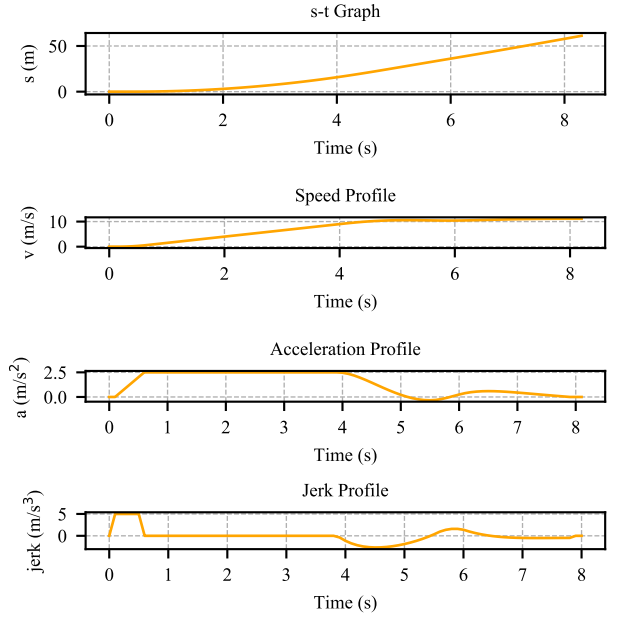 s-t Graph
s (m)
50
0
0 2 4 6 8
Time (s)
Speed Profile
v (m/s)
10
0
0 2 4 6 8
Time (s)
Acceleration Profile
a (m/s²)
2.5
0.0
0 1 2 3 4 5 6 7 8
Time (s)
Jerk Profile
jerk (m/s³)
5
0
0 1 2 3 4 5 6 7 8
Time (s)